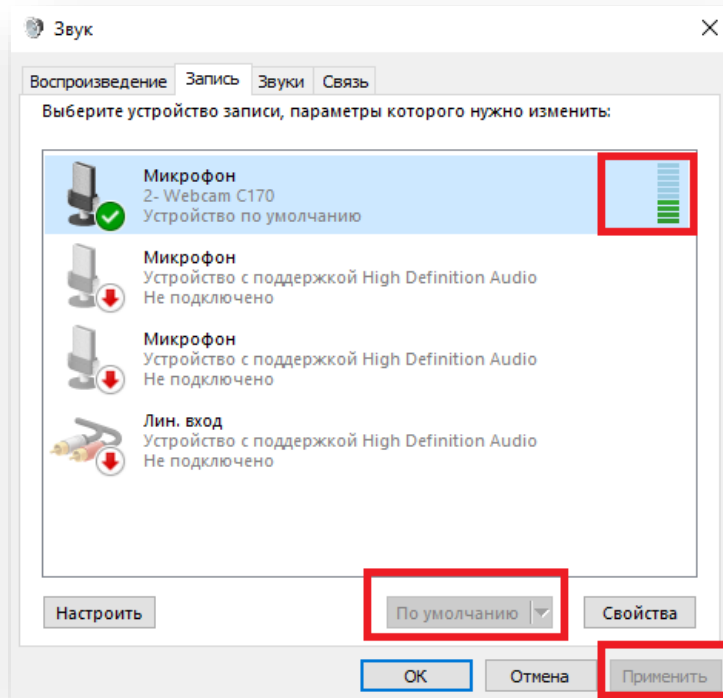 Звук
Воспроизведение Запись Звуки Связь
Выберите устройство записи, параметры которого нужно изменить:
Микрофон
2- Webcam C170
Устройство по умолчанию
Микрофон
Устройство с поддержкой High Definition Audio
Не подключено
Микрофон
Устройство с поддержкой High Definition Audio
Не подключено
Лин. вход
Устройство с поддержкой High Definition Audio
Не подключено
Настроить По умолчанию Свойства
ОК Отмена Применить